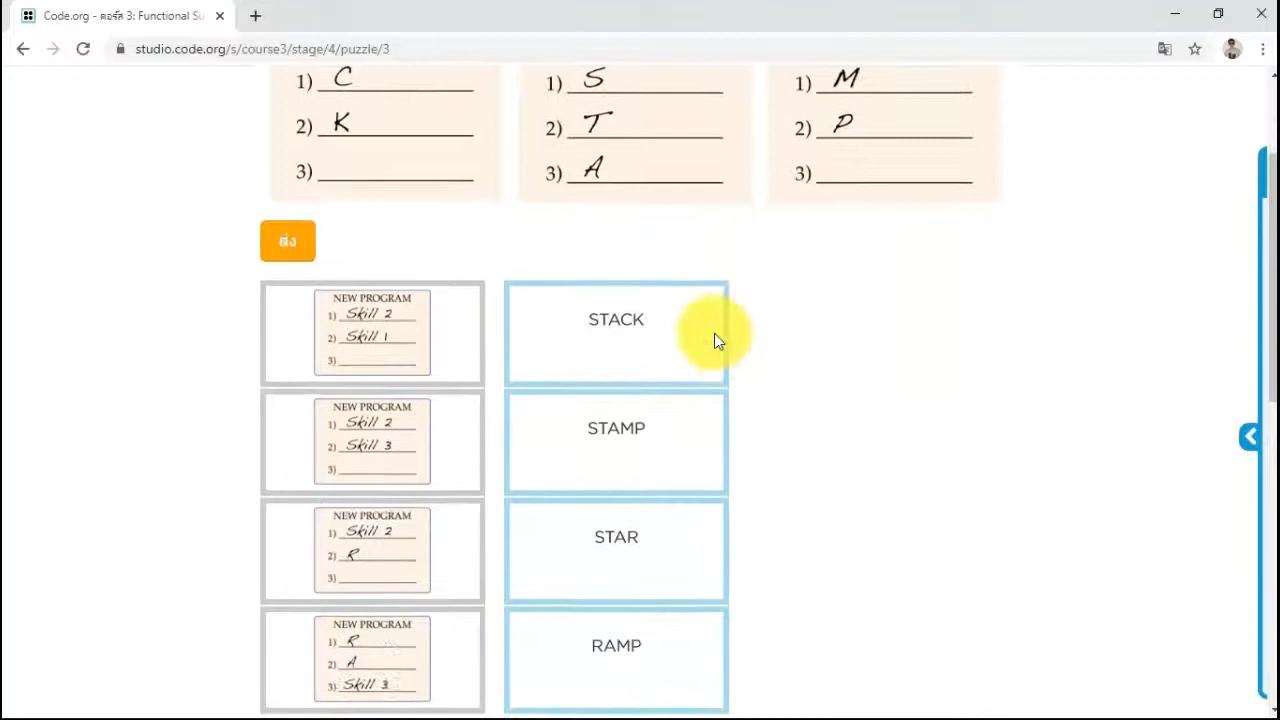 Code.org - คอร์ส 3: Functional Su
studio.code.org/s/course3/stage/4/puzzle/3
1) C
2) K
3)
1) S
2) T
3) A
1) M
2) P
3)
ส่ง
NEW PROGRAM
1) Skill 2
2) Skill 1
3)
STACK
NEW PROGRAM
1) Skill 2
2) Skill 3
3)
STAMP
NEW PROGRAM
1) Skill 2
2) R
3)
STAR
NEW PROGRAM
1) R
2) A
3) Skill 3
RAMP